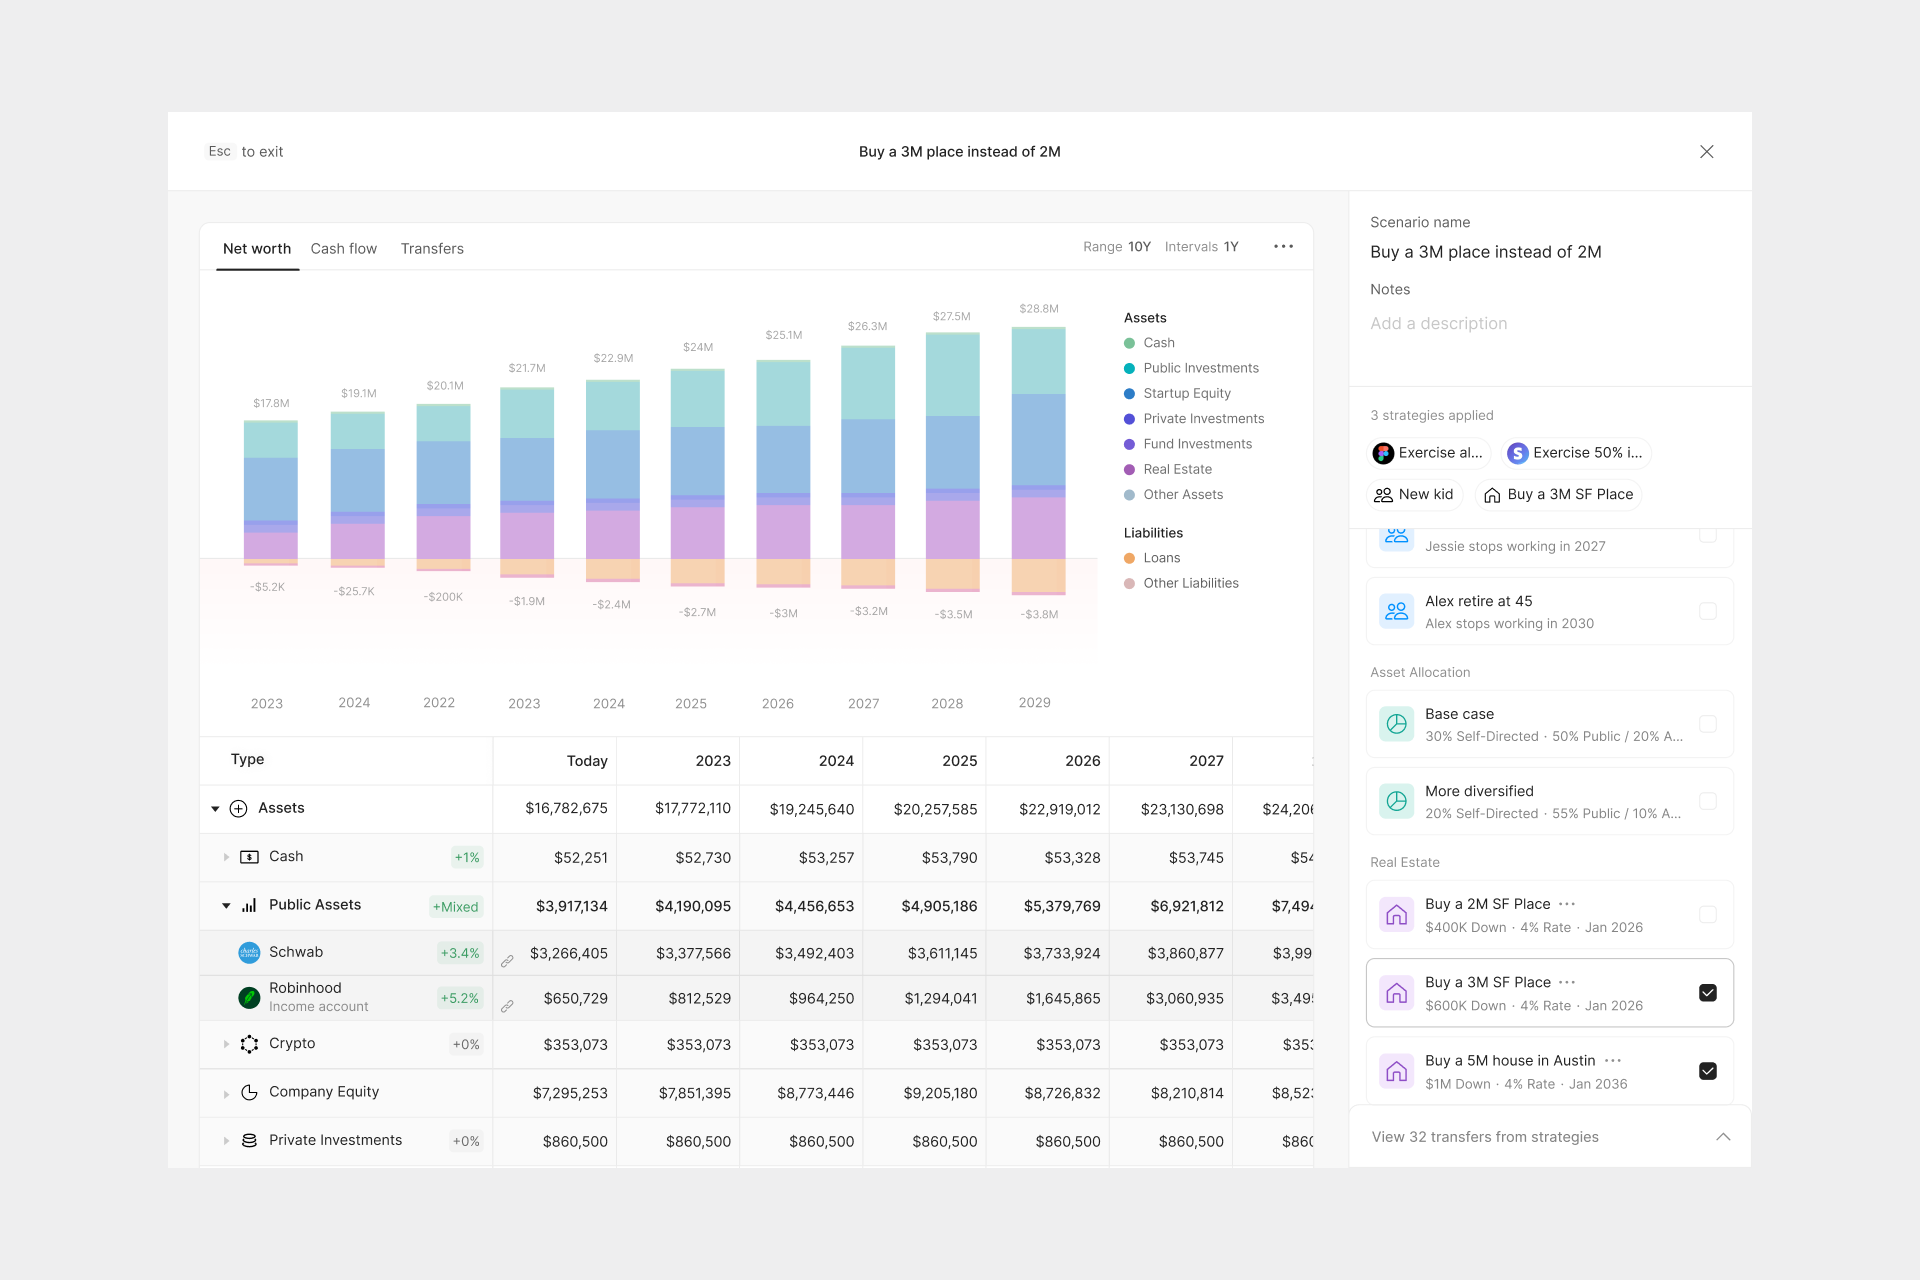 Esc to exit
Buy a 3M place instead of 2M
Net worth Cash flow Transfers
Range 10Y Intervals 1Y
$17.8M $19.1M $20.1M $21.7M $22.9M $24M $25.1M $26.3M $27.5M $28.8M
-$5.2K -$25.7K -$200K -$1.9M -$2.4M -$2.7M -$3M -$3.2M -$3.5M -$3.8M
2023 2024 2022 2023 2024 2025 2026 2027 2028 2029
Assets
Cash
Public Investments
Startup Equity
Private Investments
Fund Investments
Real Estate
Other Assets
Liabilities
Loans
Other Liabilities
Type Today 2023 2024 2025 2026 2027
Assets $16,782,675 $17,772,110 $19,245,640 $20,257,585 $22,919,012 $23,130,698 $24,206
Cash +1% $52,251 $52,730 $53,257 $53,790 $53,328 $53,745 $54
Public Assets +Mixed $3,917,134 $4,190,095 $4,456,653 $4,905,186 $5,379,769 $6,921,812 $7,494
charles SCHWAB
Schwab +3.4% $3,266,405 $3,377,566 $3,492,403 $3,611,145 $3,733,924 $3,860,877 $3,99
Robinhood
Income account +5.2% $650,729 $812,529 $964,250 $1,294,041 $1,645,865 $3,060,935 $3,495
Crypto +0% $353,073 $353,073 $353,073 $353,073 $353,073 $353,073 $353
Company Equity $7,295,253 $7,851,395 $8,773,446 $9,205,180 $8,726,832 $8,210,814 $8,523
Private Investments +0% $860,500 $860,500 $860,500 $860,500 $860,500 $860,500 $860
Scenario name
Buy a 3M place instead of 2M
Notes
Add a description
3 strategies applied
Exercise al...
S Exercise 50% i...
New kid
Buy a 3M SF Place
Jessie stops working in 2027
Alex retire at 45
Alex stops working in 2030
Asset Allocation
Base case
30% Self-Directed · 50% Public / 20% A...
More diversified
20% Self-Directed · 55% Public / 10% A...
Real Estate
Buy a 2M SF Place ···
$400K Down · 4% Rate · Jan 2026
Buy a 3M SF Place ···
$600K Down · 4% Rate · Jan 2026
Buy a 5M house in Austin ···
$1M Down · 4% Rate · Jan 2036
View 32 transfers from strategies